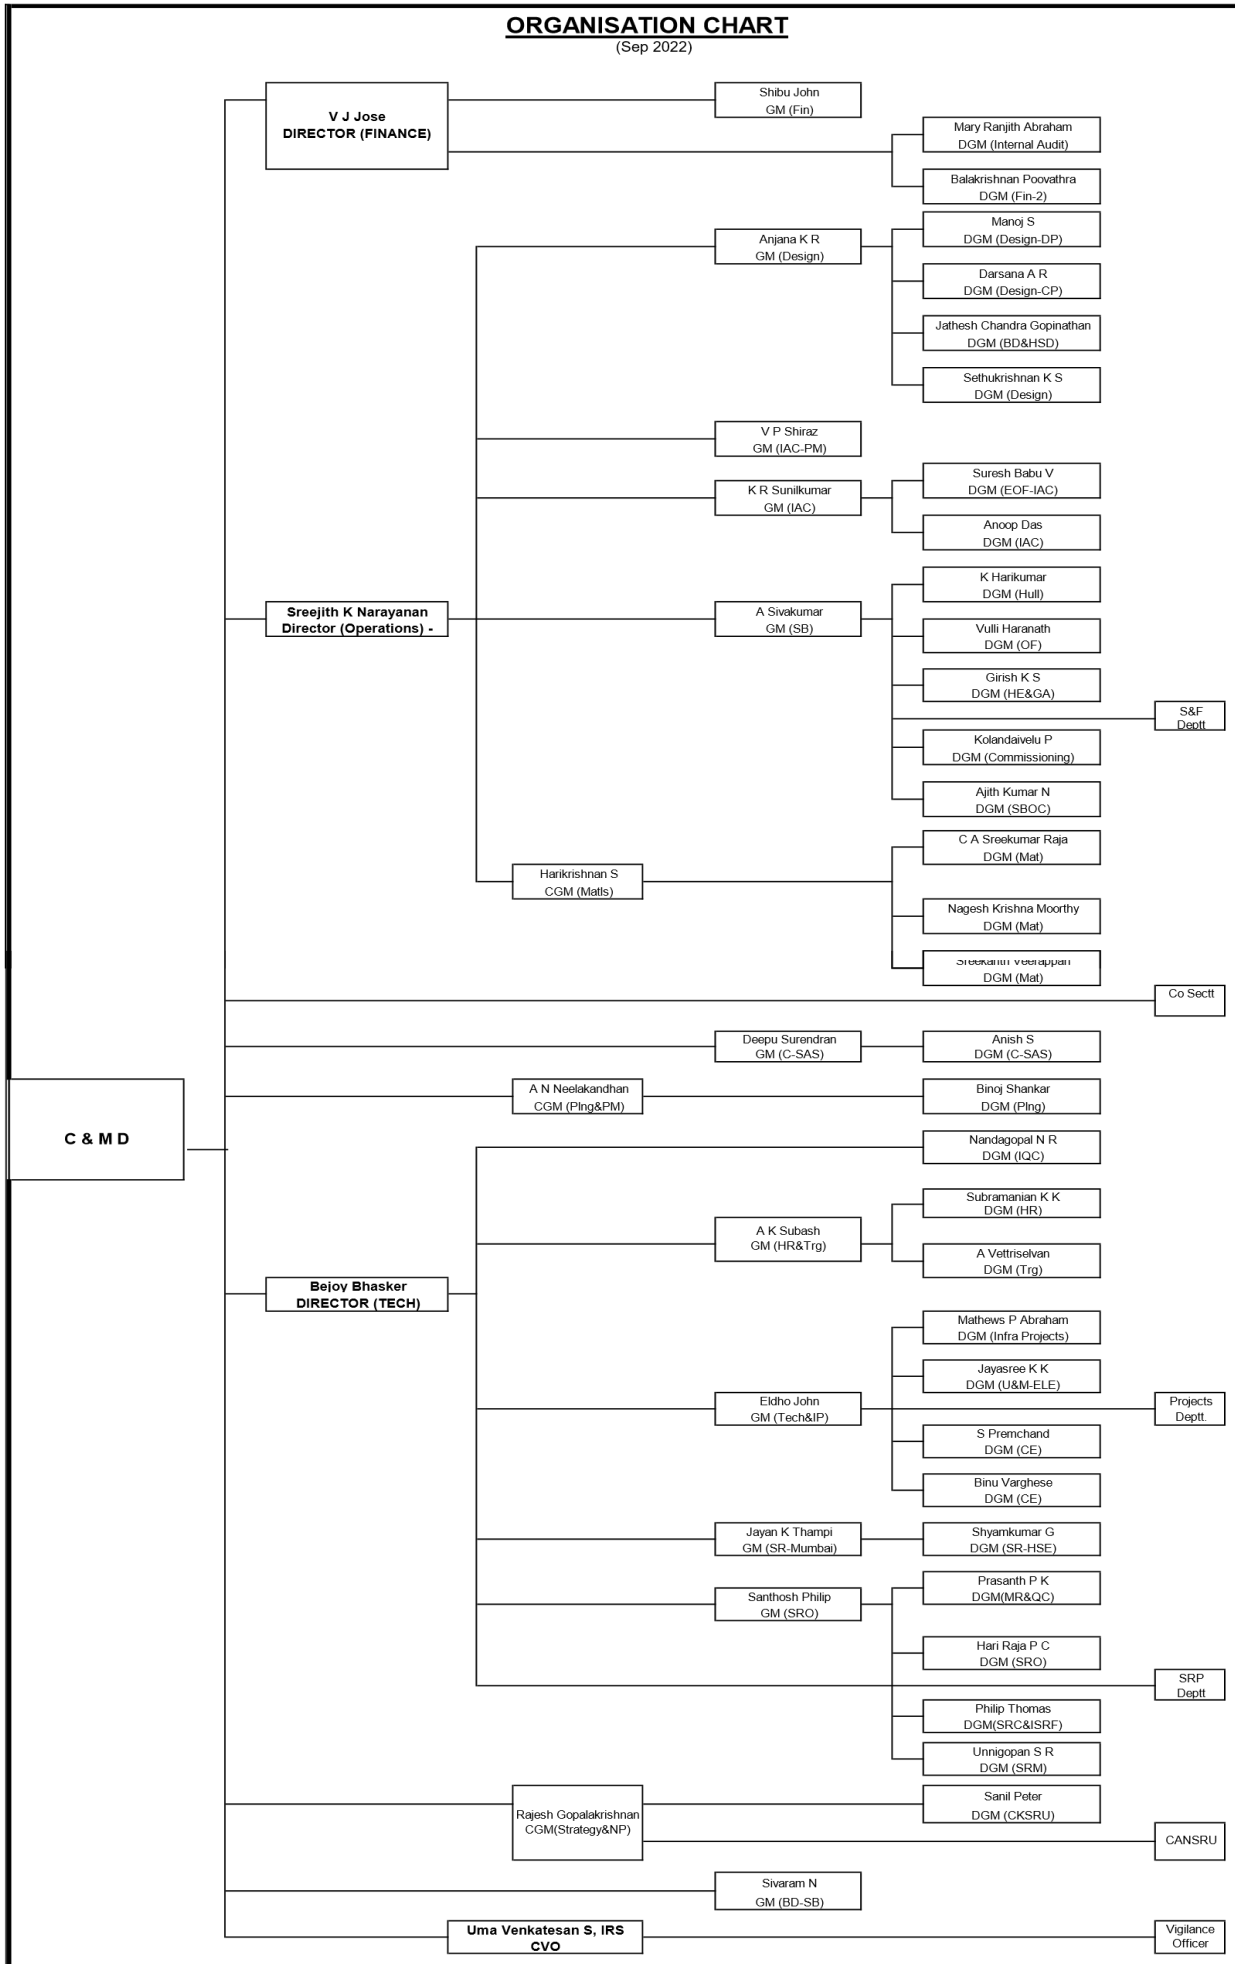 ORGANISATION CHART
(Sep 2022)
V J Jose
DIRECTOR (FINANCE)
Shibu John
GM (Fin)
Mary Ranjith Abraham
DGM (Internal Audit)
Balakrishnan Poovathra
DGM (Fin-2)
Anjana K R
GM (Design)
Manoj S
DGM (Design-DP)
Darsana A R
DGM (Design-CP)
Jathesh Chandra Gopinathan
DGM (BD&HSD)
Sethukrishnan K S
DGM (Design)
V P Shiraz
GM (IAC-PM)
K R Sunilkumar
GM (IAC)
Suresh Babu V
DGM (EOF-IAC)
Anoop Das
DGM (IAC)
Sreejith K Narayanan
Director (Operations) -
A Sivakumar
GM (SB)
K Harikumar
DGM (Hull)
Vulli Haranath
DGM (OF)
Girish K S
DGM (HE&GA)
S&F
Deptt
Kolandaivelu P
DGM (Commissioning)
Ajith Kumar N
DGM (SBOC)
Harikrishnan S
CGM (Matls)
C A Sreekumar Raja
DGM (Mat)
Nagesh Krishna Moorthy
DGM (Mat)
Sreekanth Veerappan
DGM (Mat)
Co Sectt
Deepu Surendran
GM (C-SAS)
Anish S
DGM (C-SAS)
A N Neelakandhan
CGM (Plng&PM)
Binoj Shankar
DGM (Plng)
C & M D
Nandagopal N R
DGM (IQC)
A K Subash
GM (HR&Trg)
Subramanian K K
DGM (HR)
A Vettriselvan
DGM (Trg)
Bejoy Bhasker
DIRECTOR (TECH)
Mathews P Abraham
DGM (Infra Projects)
Jayasree K K
DGM (U&M-ELE)
Eldho John
GM (Tech&IP)
Projects
Deptt.
S Premchand
DGM (CE)
Binu Varghese
DGM (CE)
Jayan K Thampi
GM (SR-Mumbai)
Shyamkumar G
DGM (SR-HSE)
Santhosh Philip
GM (SRO)
Prasanth P K
DGM(MR&QC)
Hari Raja P C
DGM (SRO)
SRP
Deptt
Philip Thomas
DGM(SRC&ISRF)
Unnigopan S R
DGM (SRM)
Rajesh Gopalakrishnan
CGM(Strategy&NP)
Sanil Peter
DGM (CKSRU)
CANSRU
Sivaram N
GM (BD-SB)
Uma Venkatesan S, IRS
CVO
Vigilance
Officer